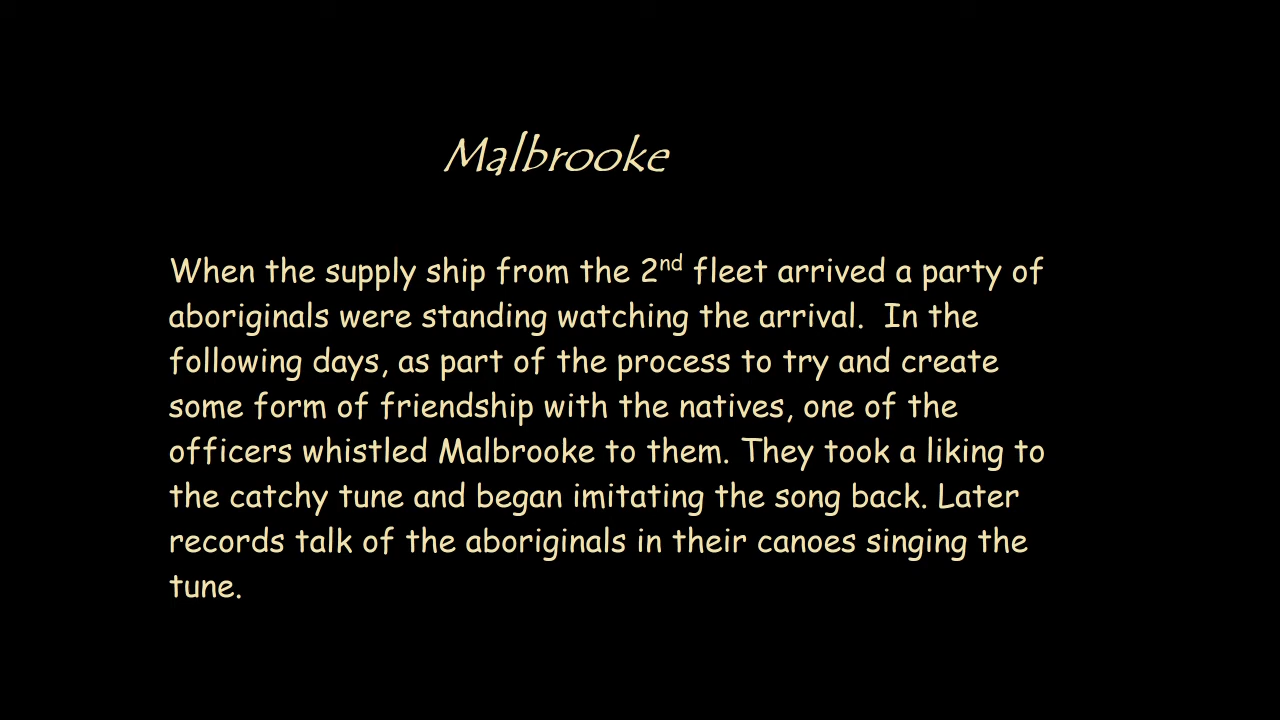 Malbrooke
When the supply ship from the 2nd fleet arrived a party of
aboriginals were standing watching the arrival.  In the
following days, as part of the process to try and create
some form of friendship with the natives, one of the
officers whistled Malbrooke to them. They took a liking to
the catchy tune and began imitating the song back. Later
records talk of the aboriginals in their canoes singing the
tune.